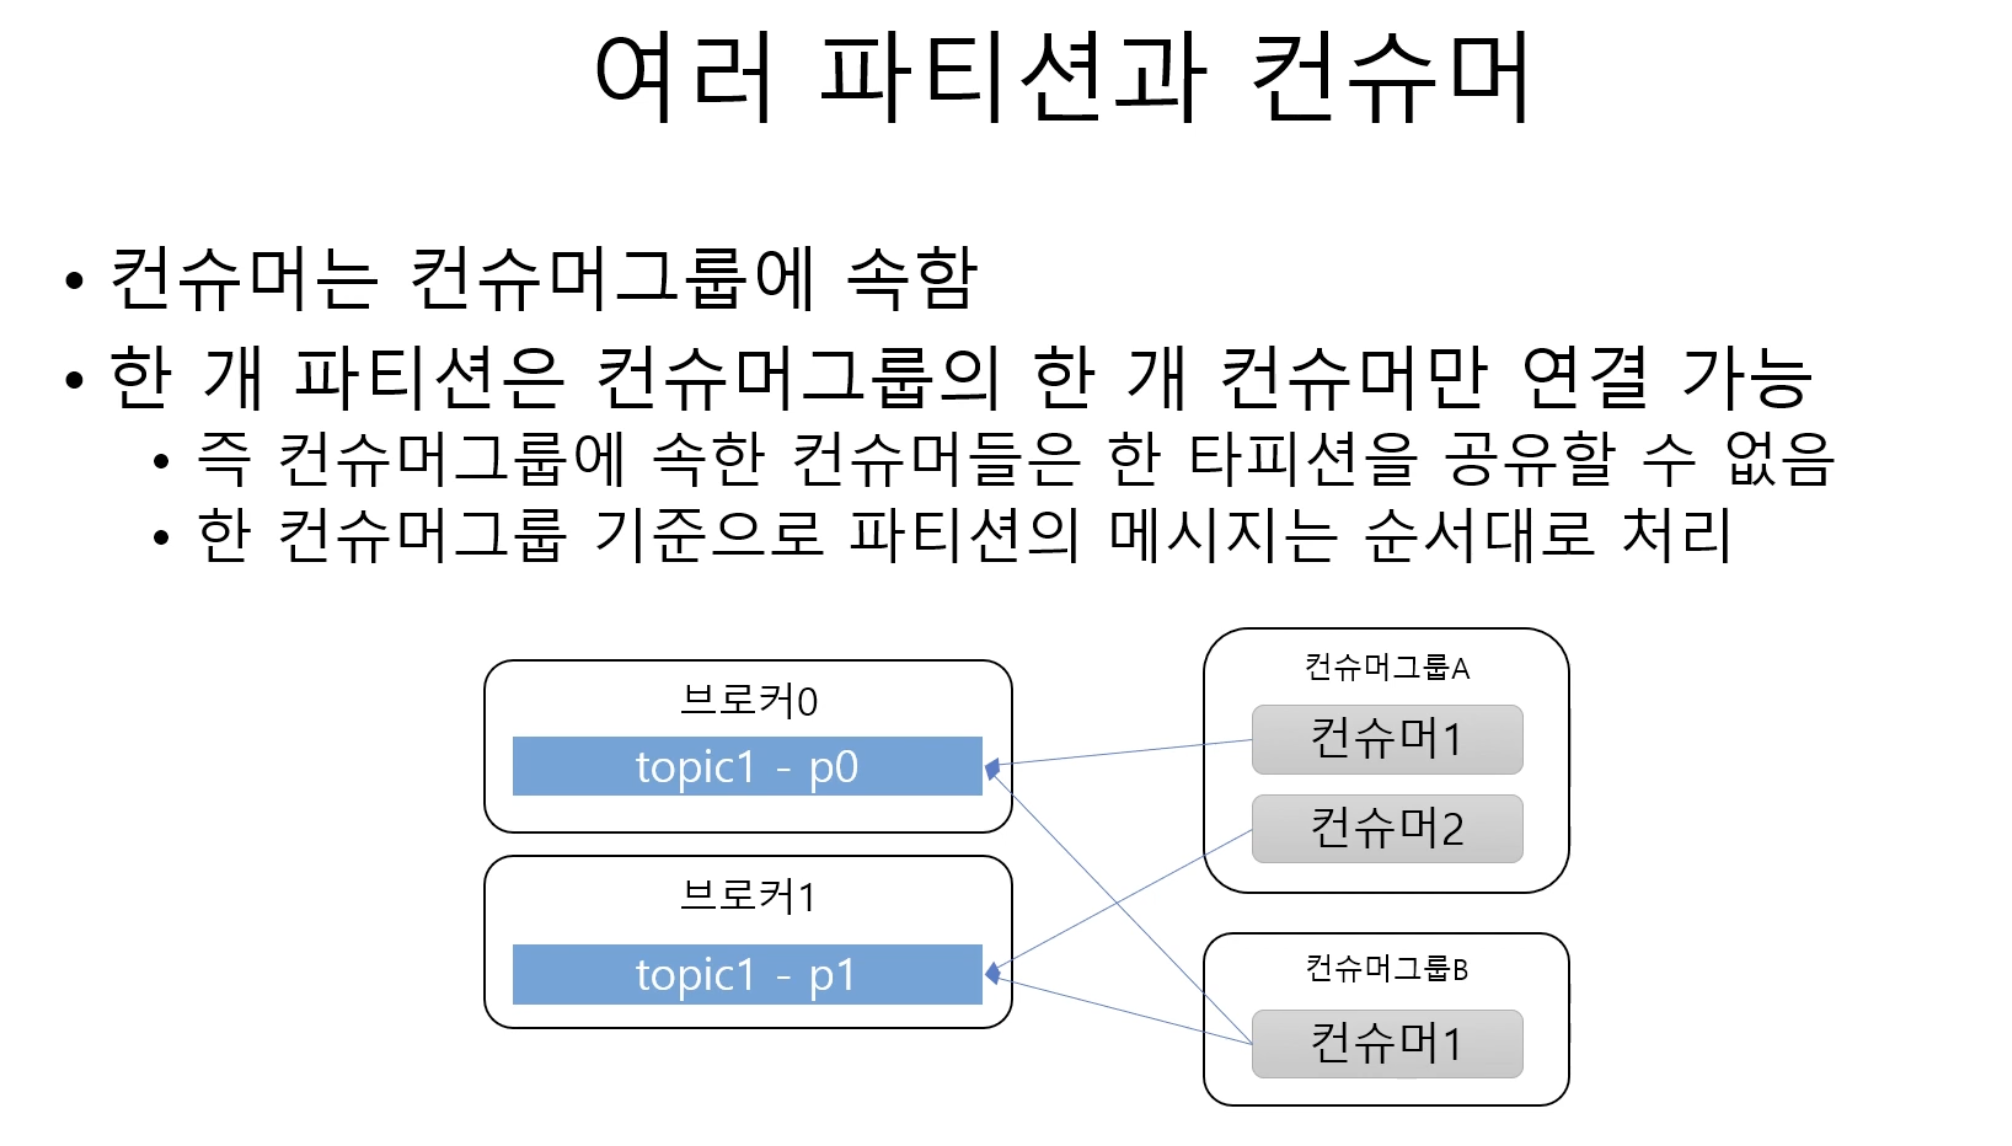 여러 파티션과 컨슈머
• 컨슈머는 컨슈머그룹에 속함
• 한 개 파티션은 컨슈머그룹의 한 개 컨슈머만 연결 가능
• 즉 컨슈머그룹에 속한 컨슈머들은 한 타피션을 공유할 수 없음
• 한 컨슈머그룹 기준으로 파티션의 메시지는 순서대로 처리
브로커0
topic1 - p0
브로커1
topic1 - p1
컨슈머그룹A
컨슈머1
컨슈머2
컨슈머그룹B
컨슈머1